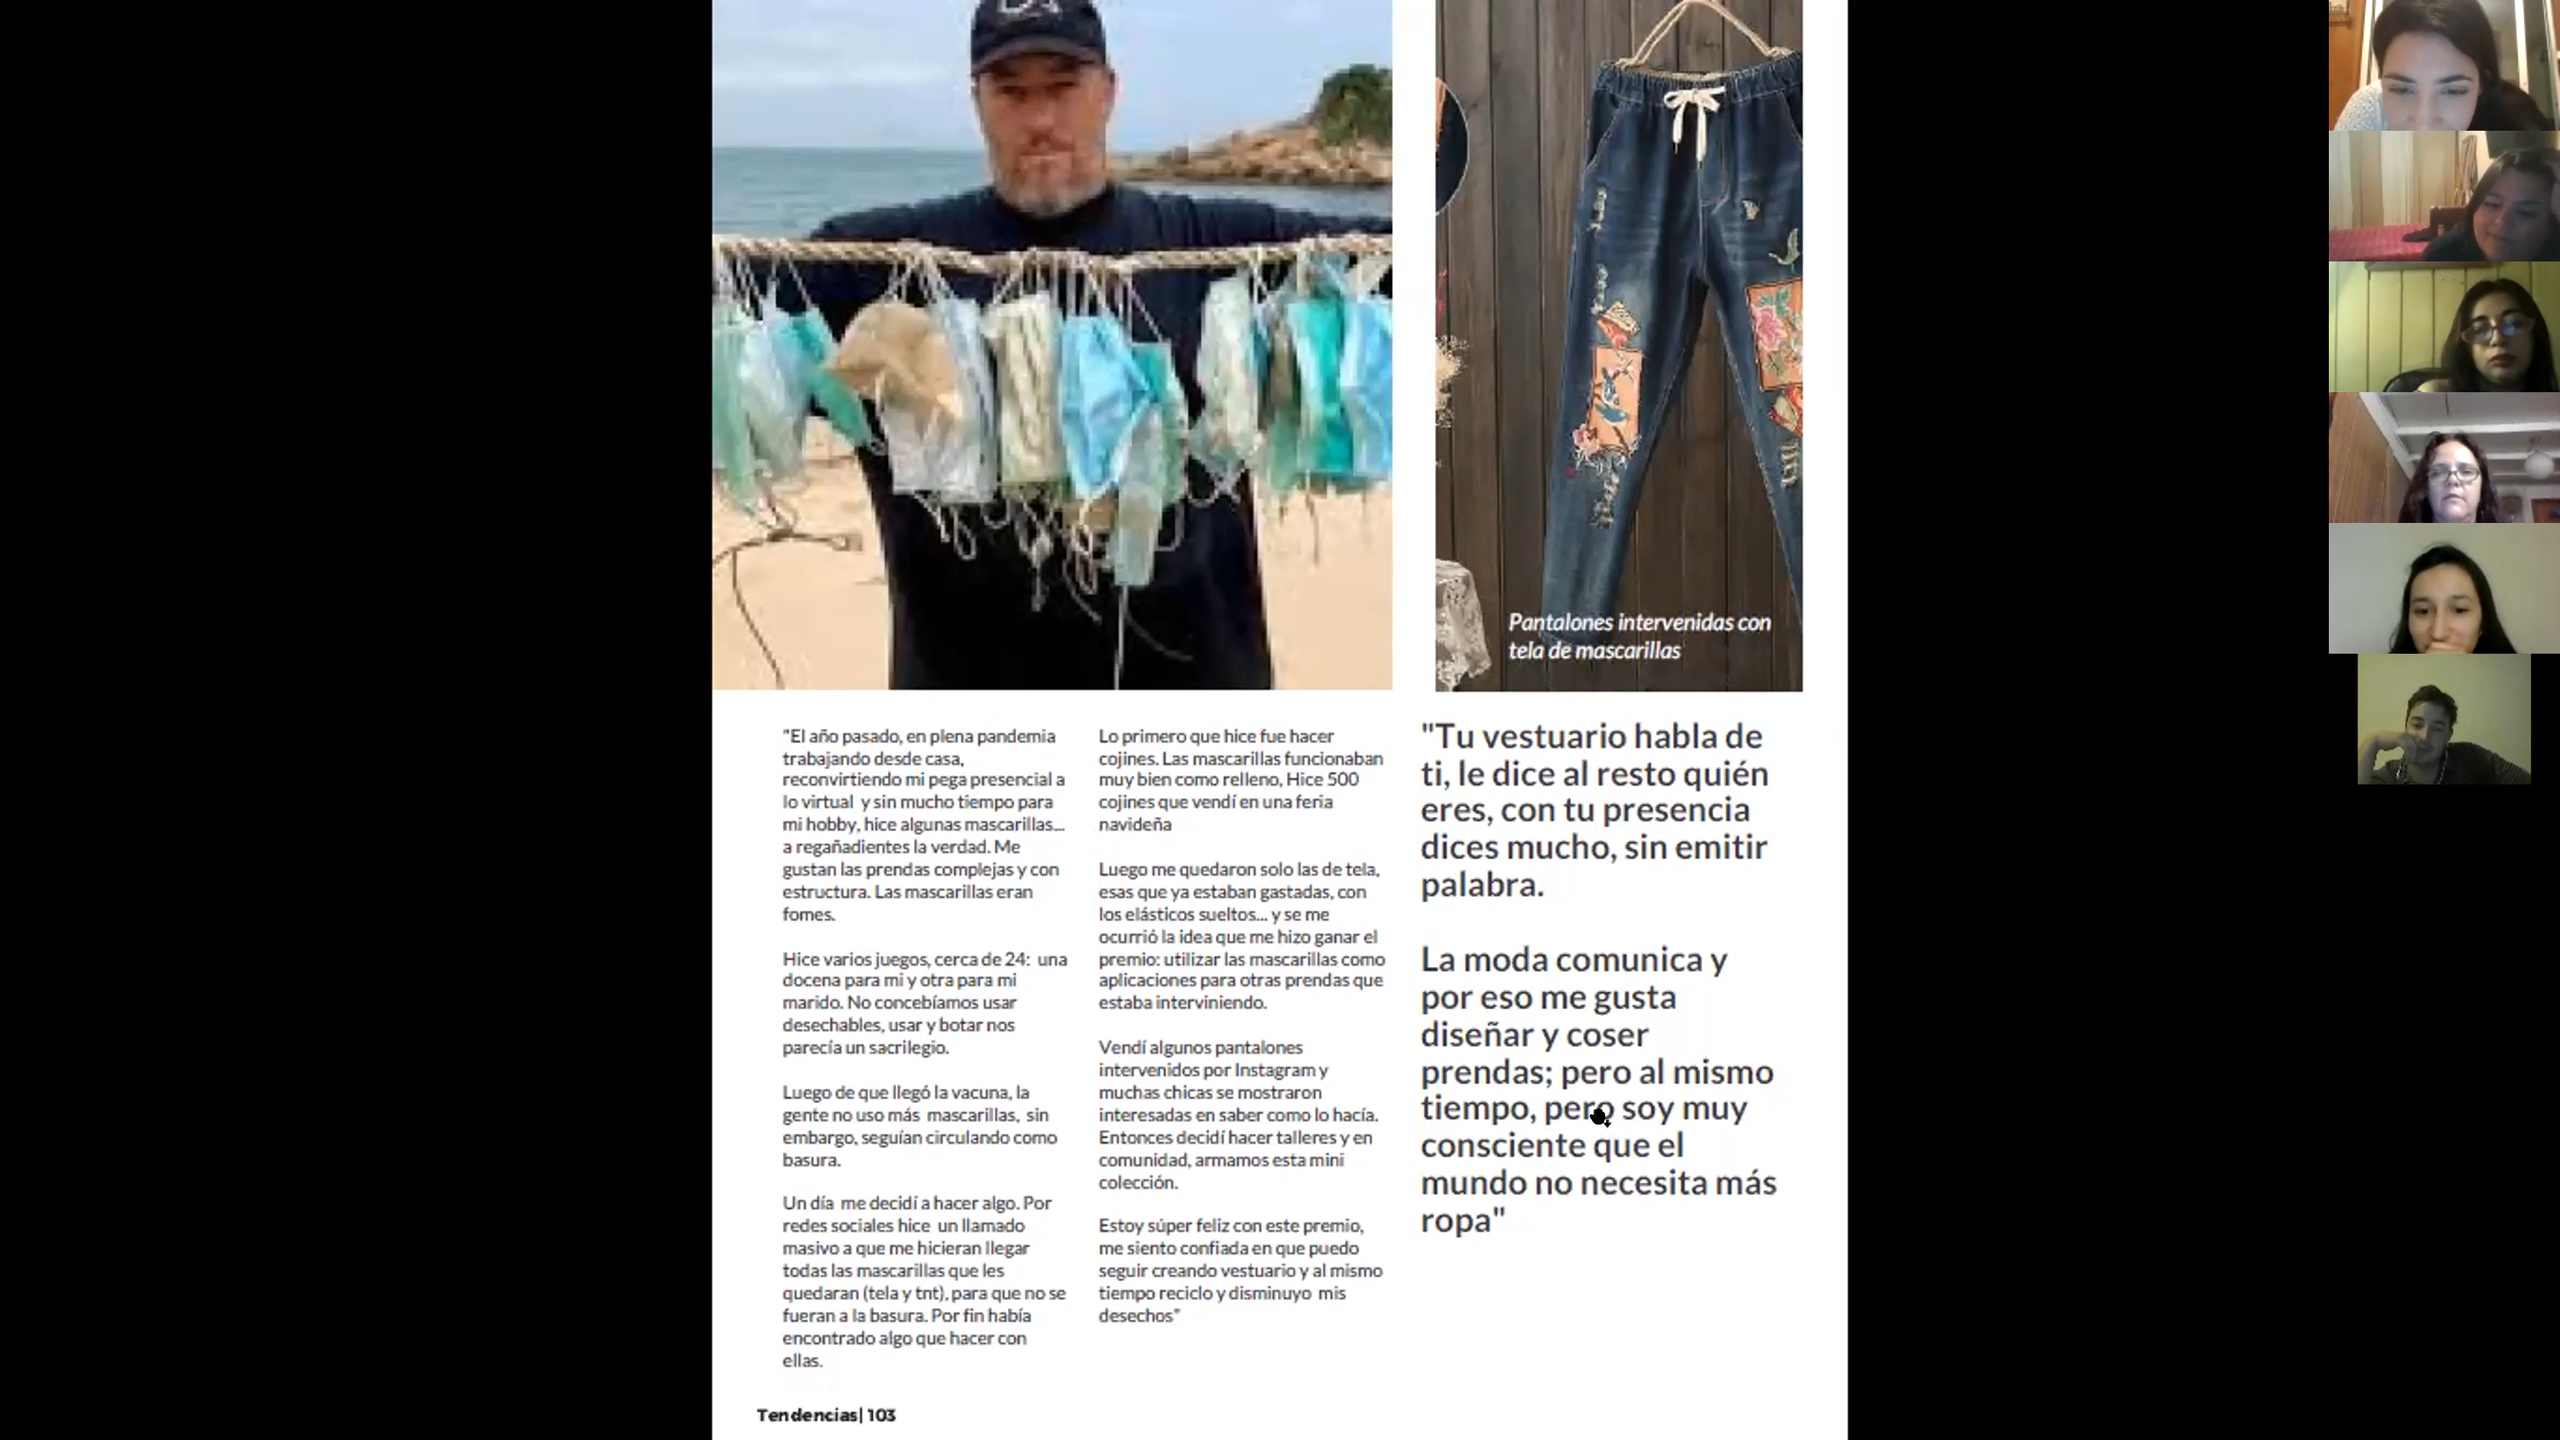 Pantalones intervenidas con
tela de mascarillas
"El año pasado, en plena pandemia
trabajando desde casa,
reconvirtiendo mi pega presencial a
lo virtual y sin mucho tiempo para
mi hobby, hice algunas mascarillas...
a regañadientes la verdad. Me
gustan las prendas complejas y con
estructura. Las mascarillas eran
fomes.
Hice varios juegos, cerca de 24: una
docena para mi y otra para mi
marido. No concebíamos usar
desechables, usar y botar nos
parecía un sacrilegio.
Luego de que llegó la vacuna, la
gente no uso más mascarillas, sin
embargo, seguían circulando como
basura.
Un día me decidí a hacer algo. Por
redes sociales hice un llamado
masivo a que me hicieran llegar
todas las mascarillas que les
quedaran (tela y tnt), para que no se
fueran a la basura. Por fin había
encontrado algo que hacer con
ellas.
Lo primero que hice fue hacer
cojines. Las mascarillas funcionaban
muy bien como relleno, Hice 500
cojines que vendí en una feria
navideña
Luego me quedaron solo las de tela,
esas que ya estaban gastadas, con
los elásticos sueltos... y se me
ocurrió la idea que me hizo ganar el
premio: utilizar las mascarillas como
aplicaciones para otras prendas que
estaba interviniendo.
Vendí algunos pantalones
intervenidos por Instagram y
muchas chicas se mostraron
interesadas en saber como lo hacía.
Entonces decidí hacer talleres y en
comunidad, armamos esta mini
colección.
Estoy súper feliz con este premio,
me siento confiada en que puedo
seguir creando vestuario y al mismo
tiempo reciclo y disminuyo mis
desechos"
"Tu vestuario habla de
ti, le dice al resto quién
eres, con tu presencia
dices mucho, sin emitir
palabra.
La moda comunica y
por eso me gusta
diseñar y coser
prendas; pero al mismo
tiempo, pero soy muy
consciente que el
mundo no necesita más
ropa"
Tendencias| 103